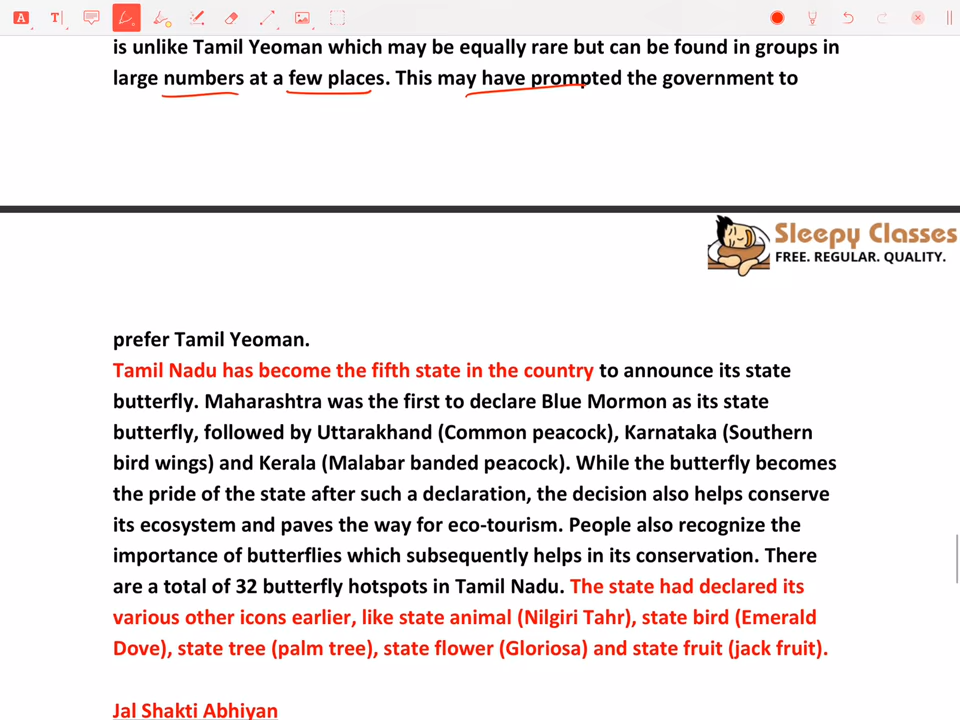 A
T
is unlike Tamil Yeoman which may be equally rare but can be found in groups in
large numbers at a few places. This may have prompted the government to
Sleepy Classes
FREE. REGULAR. QUALITY.
prefer Tamil Yeoman.
Tamil Nadu has become the fifth state in the country to announce its state
butterfly. Maharashtra was the first to declare Blue Mormon as its state
butterfly, followed by Uttarakhand (Common peacock), Karnataka (Southern
bird wings) and Kerala (Malabar banded peacock). While the butterfly becomes
the pride of the state after such a declaration, the decision also helps conserve
its ecosystem and paves the way for eco-tourism. People also recognize the
importance of butterflies which subsequently helps in its conservation. There
are a total of 32 butterfly hotspots in Tamil Nadu. The state had declared its
various other icons earlier, like state animal (Nilgiri Tahr), state bird (Emerald
Dove), state tree (palm tree), state flower (Gloriosa) and state fruit (jack fruit).
Jal Shakti Abhiyan